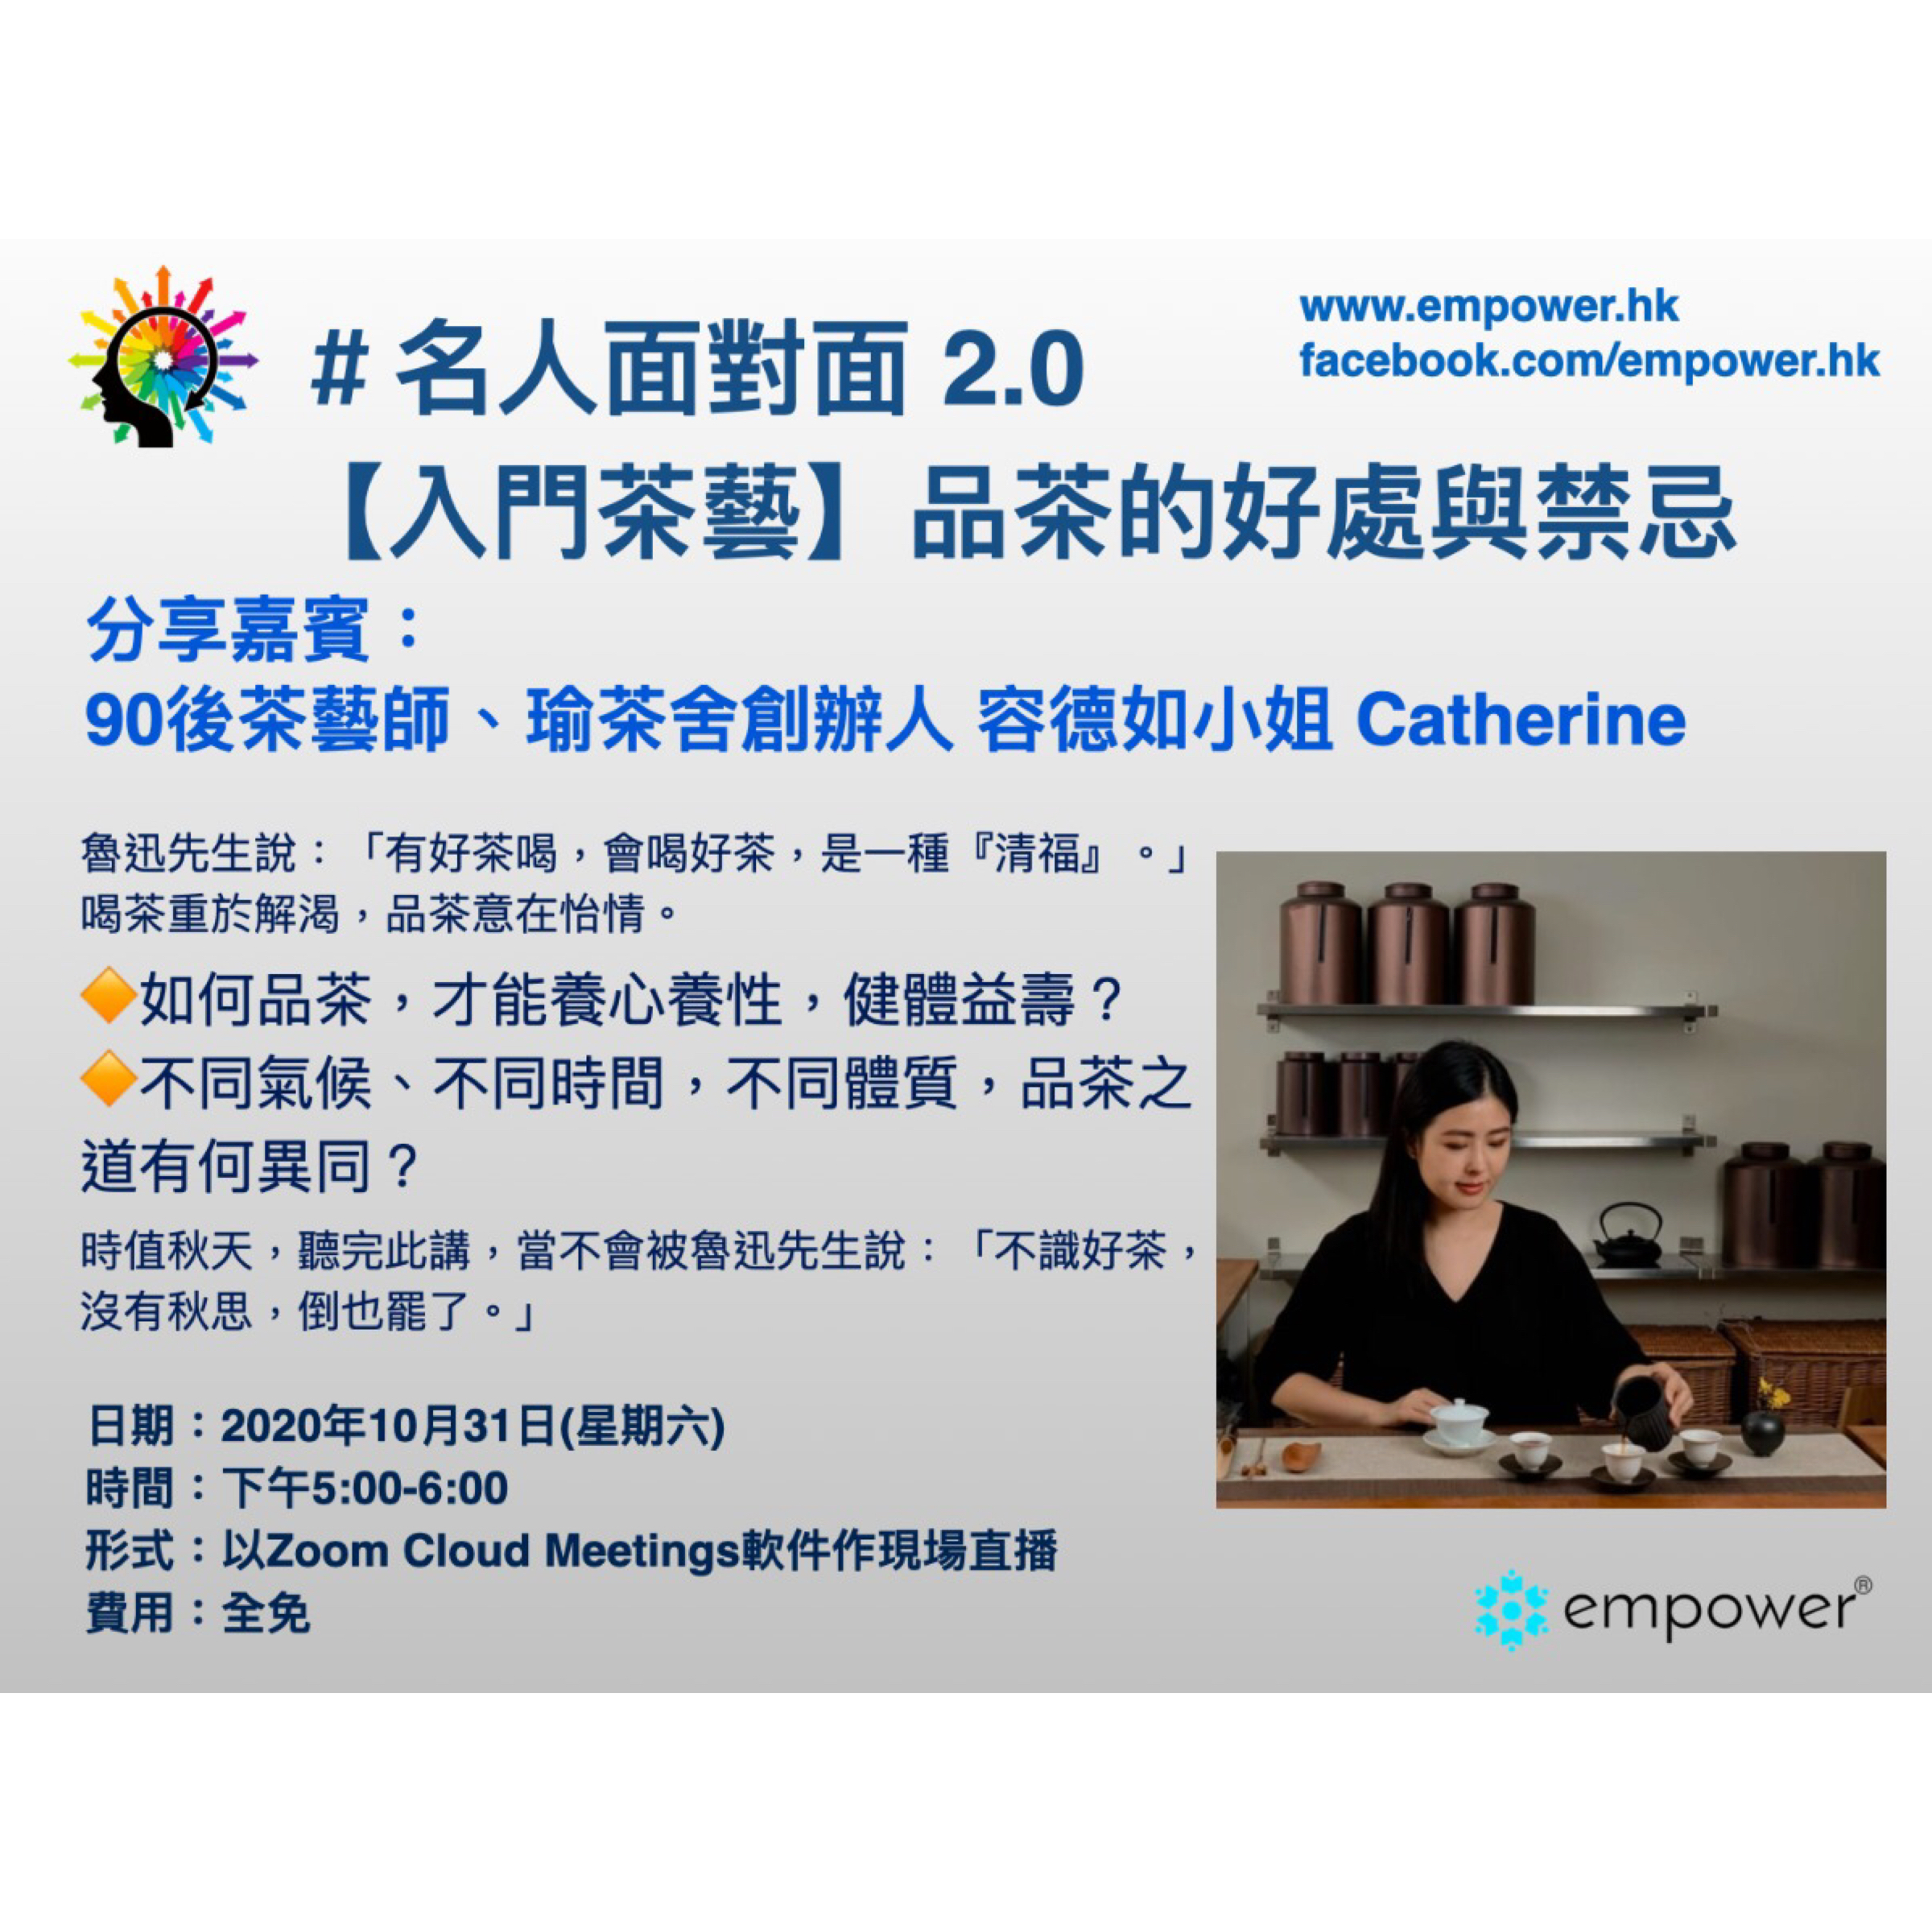 # 名人面對面 2.0
www.empower.hk
facebook.com/empower.hk
【入門茶藝】品茶的好處與禁忌
分享嘉賓：
90後茶藝師、瑜茶舍創辦人 容德如小姐 Catherine
魯迅先生說：「有好茶喝，會喝好茶，是一種『清福』。」
喝茶重於解渴，品茶意在怡情。
🔶如何品茶，才能養心養性，健體益壽？
🔶不同氣候、不同時間，不同體質，品茶之
道有何異同？
時值秋天，聽完此講，當不會被魯迅先生說：「不識好茶，
沒有秋思，倒也罷了。」
日期：2020年10月31日(星期六)
時間：下午5:00-6:00
形式：以Zoom Cloud Meetings軟件作現場直播
費用：全免
empower®